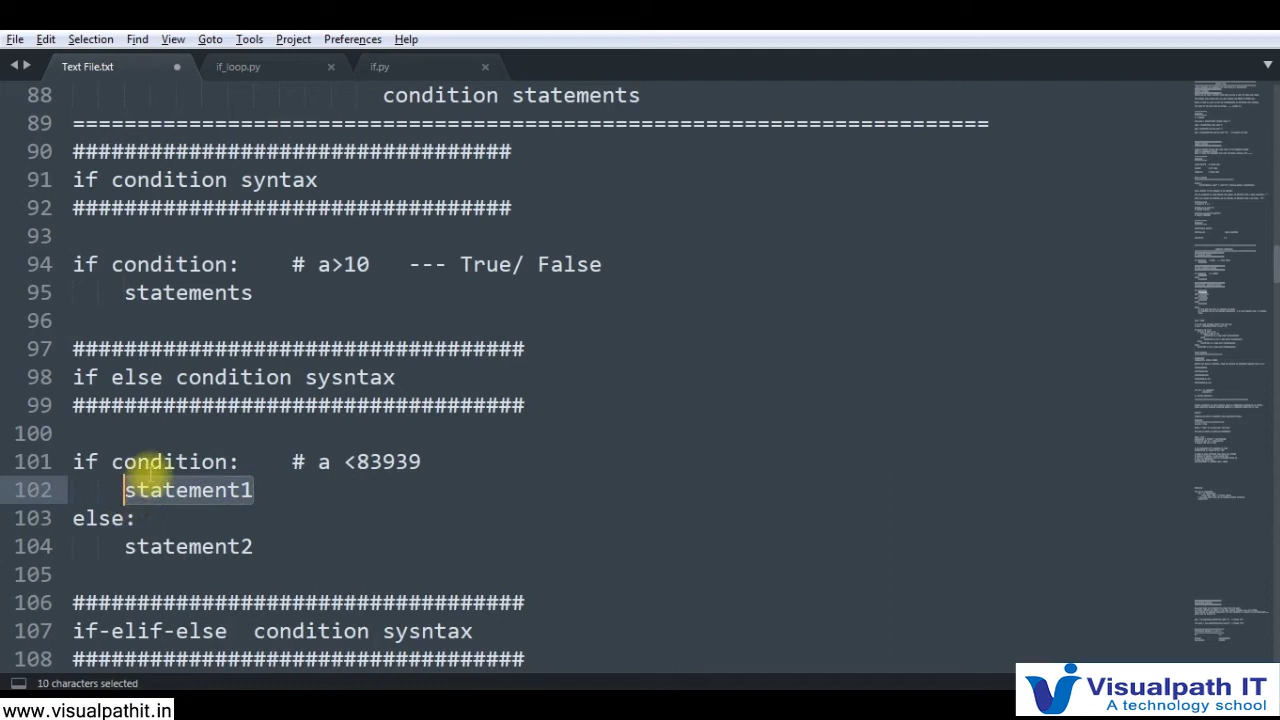 File Edit Selection Find View Goto Tools Project Preferences Help
Text File.txt if_loop.py if.py
88 condition statements
89 =======================================================================
90 ##################################
91 if condition syntax
92 ##################################
93
94 if condition: # a>10 --- True/ False
95 statements
96
97 ###################################
98 if else condition sysntax
99 ###################################
100
101 if condition: # a <83939
102 statement1
103 else:
104 statement2
105
106 ###################################
107 if-elif-else condition sysntax
108 ###################################
10 characters selected
www.visualpathit.in
Visualpath IT
A technology school